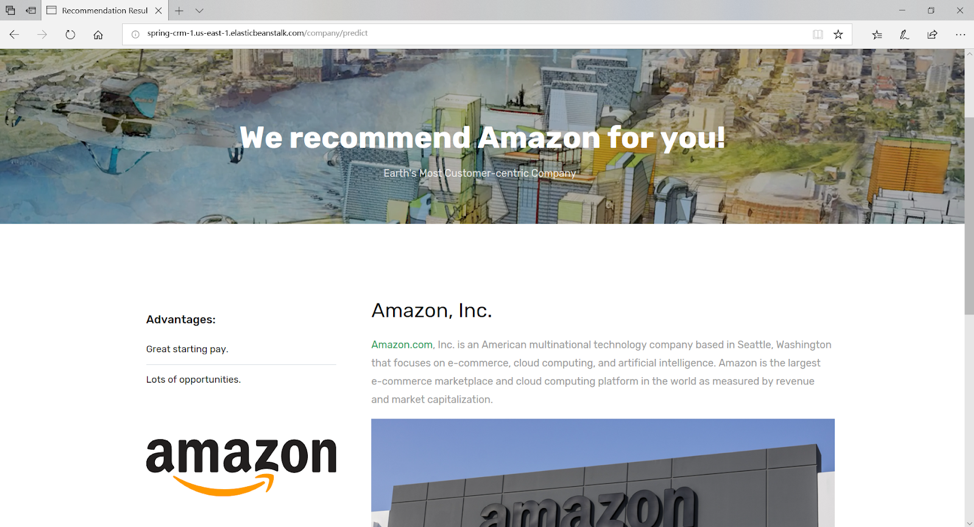 Recommendation Resul
spring-crm-1.us-east-1.elasticbeanstalk.com/company/predict
We recommend Amazon for you!
Earth's Most Customer-centric Company
Advantages:
Great starting pay.
Lots of opportunities.
amazon
Amazon, Inc.
Amazon.com, Inc. is an American multinational technology company based in Seattle, Washington
that focuses on e-commerce, cloud computing, and artificial intelligence. Amazon is the largest
e-commerce marketplace and cloud computing platform in the world as measured by revenue
and market capitalization.
amazon